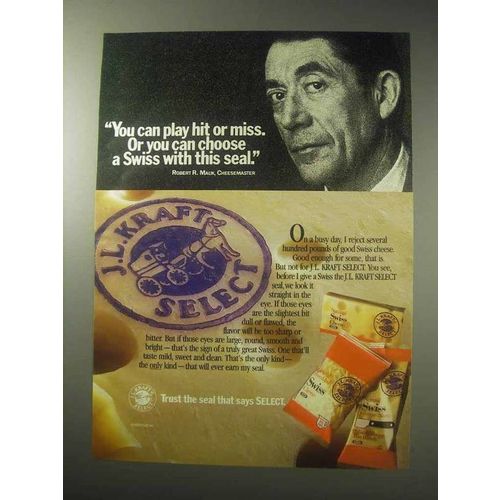 “You can play hit or miss.
Or you can choose
a Swiss with this seal.”
J.L. KRAFT
SELECT
On a busy day, I reject several
hundred pounds of good Swiss cheese.
Good enough for some, that is.
But not for J.L. KRAFT SELECT. You see,
before I give a Swiss the J.L. KRAFT SELECT
seal, we look it
straight in the
eye. If those eyes
are the slightest bit
dull or flawed, the
flavor will be too sharp or
bitter. But if those eyes are large, round, smooth and
bright — that’s the sign of a truly great Swiss. One that’ll
taste mild, sweet and clean. That’s the only kind —
the only kind — that will ever earn my seal.
Swiss
Swiss
Swiss
J.L. KRAFT
SELECT
Trust the seal that says SELECT.